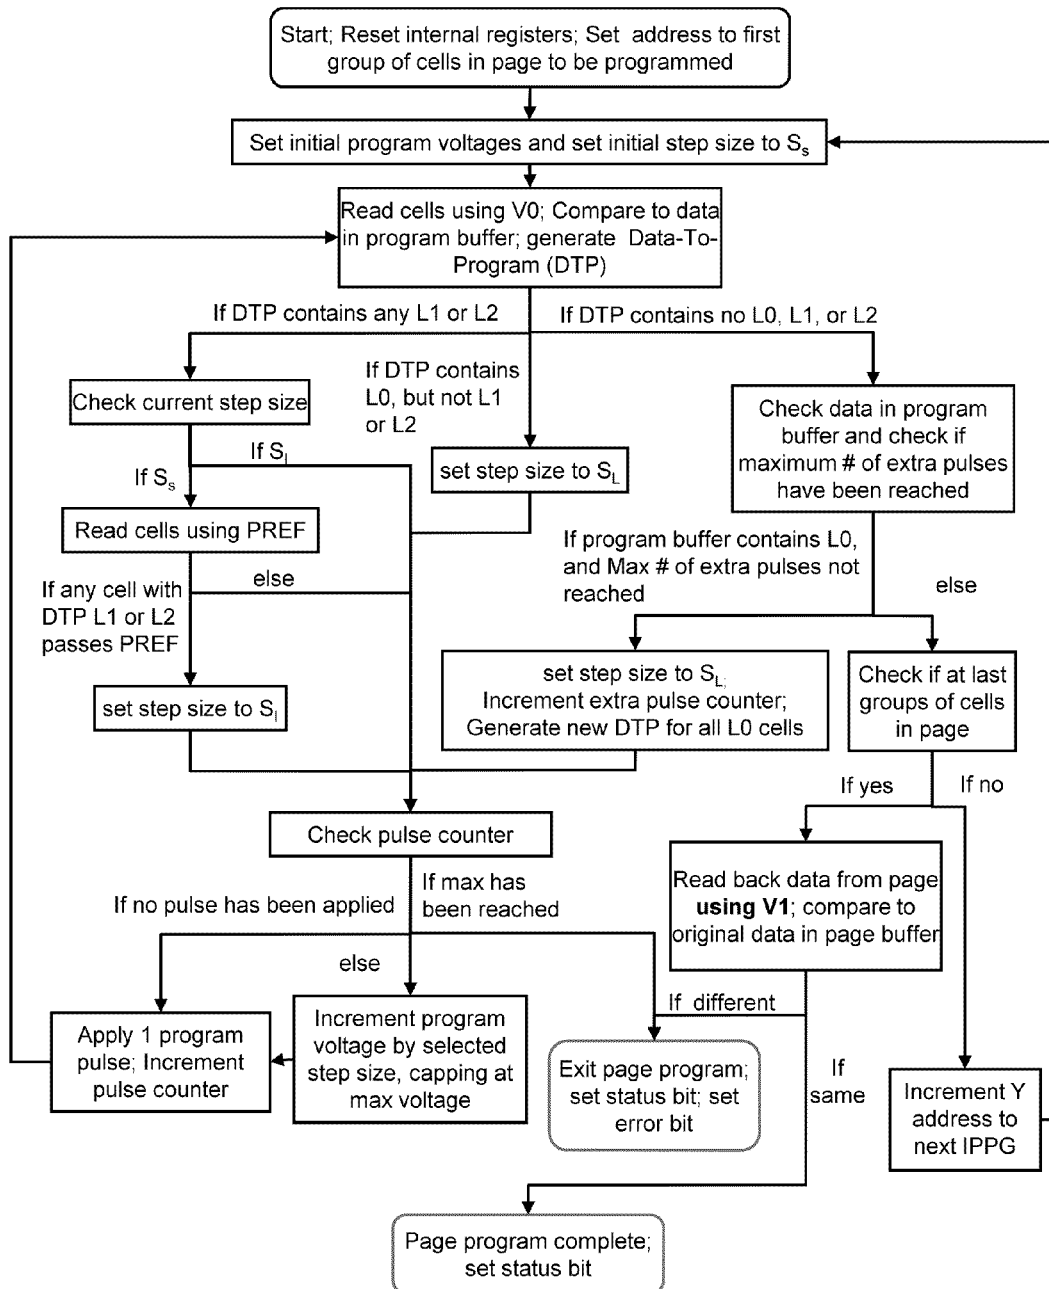 Start; Reset internal registers; Set address to first
group of cells in page to be programmed
Set initial program voltages and set initial step size to Ss
Read cells using V0; Compare to data
in program buffer; generate Data-To-
Program (DTP)
If DTP contains any L1 or L2
If DTP contains no L0, L1, or L2
If DTP contains
L0, but not L1
or L2
Check current step size
If Sl
If Ss
set step size to SL
Check data in program
buffer and check if
maximum # of extra pulses
have been reached
Read cells using PREF
else
If any cell with
DTP L1 or L2
passes PREF
If program buffer contains L0,
and Max # of extra pulses not
reached
else
set step size to Sl
set step size to SL;
Increment extra pulse counter;
Generate new DTP for all L0 cells
Check if at last
groups of cells
in page
If yes
If no
Check pulse counter
If no pulse has been applied
If max has
been reached
else
Read back data from page
using V1; compare to
original data in page buffer
If different
If
same
Apply 1 program
pulse; Increment
pulse counter
Increment program
voltage by selected
step size, capping at
max voltage
Exit page program;
set status bit; set
error bit
Increment Y
address to
next IPPG
Page program complete;
set status bit